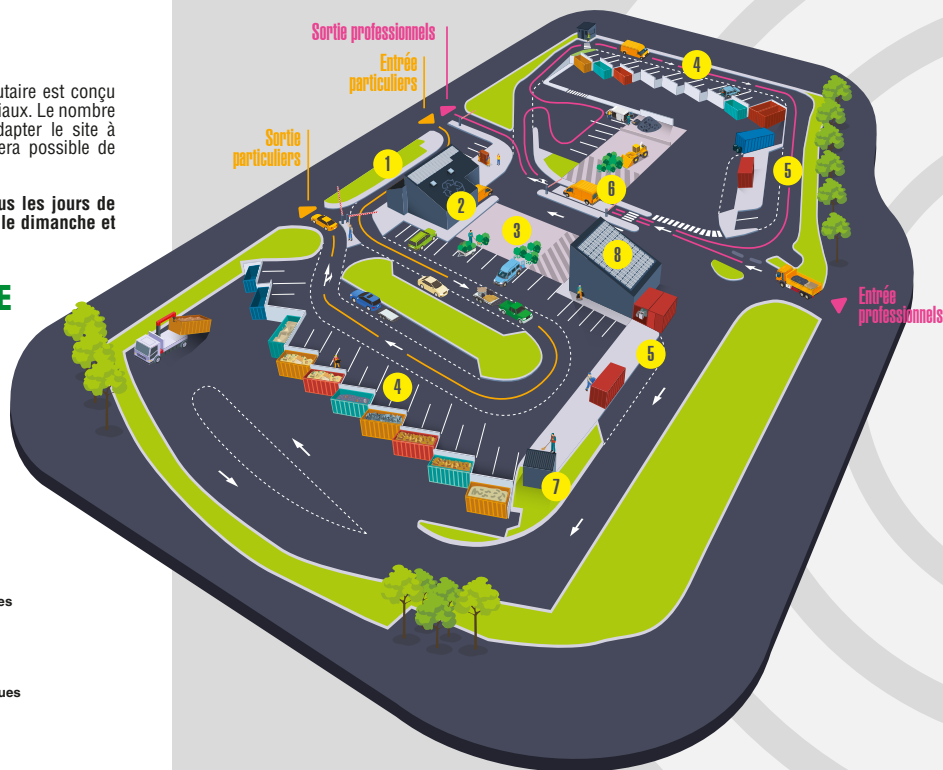 utaire est conçu
iaux. Le nombre
dapter le site à
era possible de
us les jours de
le dimanche et
E
es
ues
Sortie professionnels
Entrée
particuliers
Sortie
particuliers
1
2
3
4
5
6
8
Entrée
professionnels
5
4
7